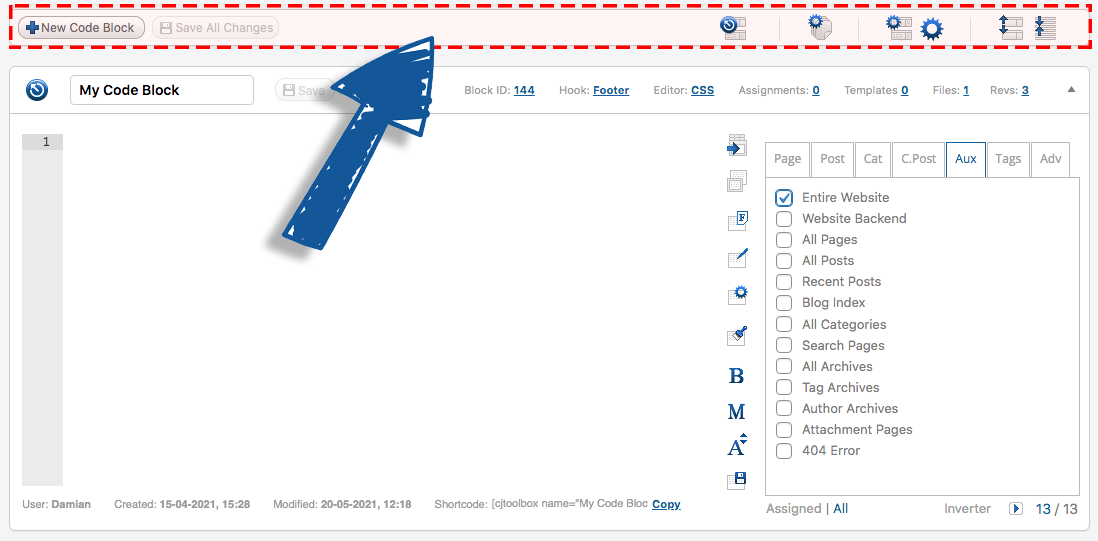 New Code Block Save All Changes
My Code Block Save Block ID: 144 Hook: Footer Editor: CSS Assignments: 0 Templates 0 Files: 1 Revs: 3
1
Page Post Cat C.Post Aux Tags Adv
Entire Website
Website Backend
All Pages
All Posts
Recent Posts
Blog Index
All Categories
Search Pages
All Archives
Tag Archives
Author Archives
Attachment Pages
404 Error
F
B
M
A
User: Damian Created: 15-04-2021, 15:28 Modified: 20-05-2021, 12:18 Shortcode: [cjtoolbox name="My Code Bloc Copy
Assigned | All Inverter 13 / 13